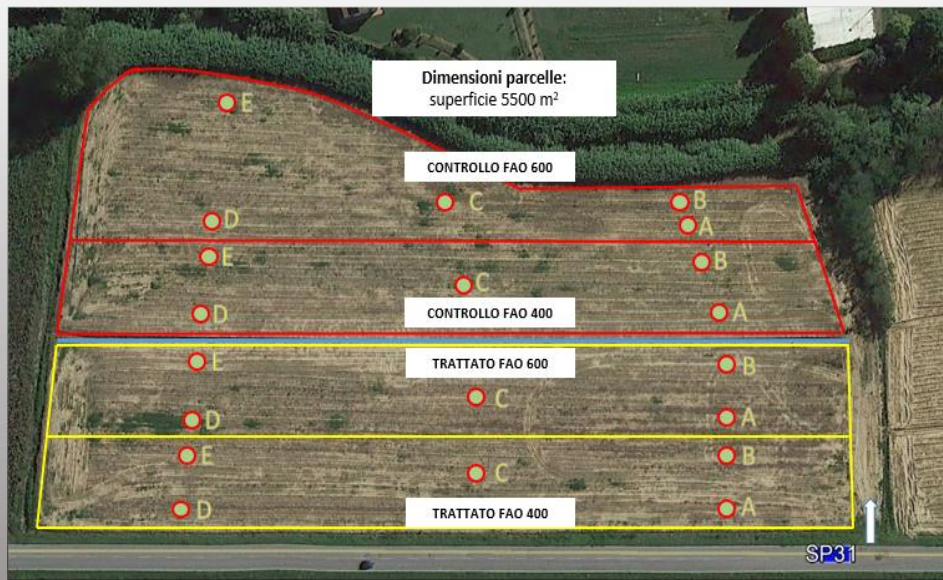 Dimensioni parcelle:
superficie 5500 m²
E
CONTROLLO FAO 600
C
B
D
A
E
B
C
D
CONTROLLO FAO 400
A
E
TRATTATO FAO 600
B
C
D
A
E
B
C
D
TRATTATO FAO 400
A
SP31